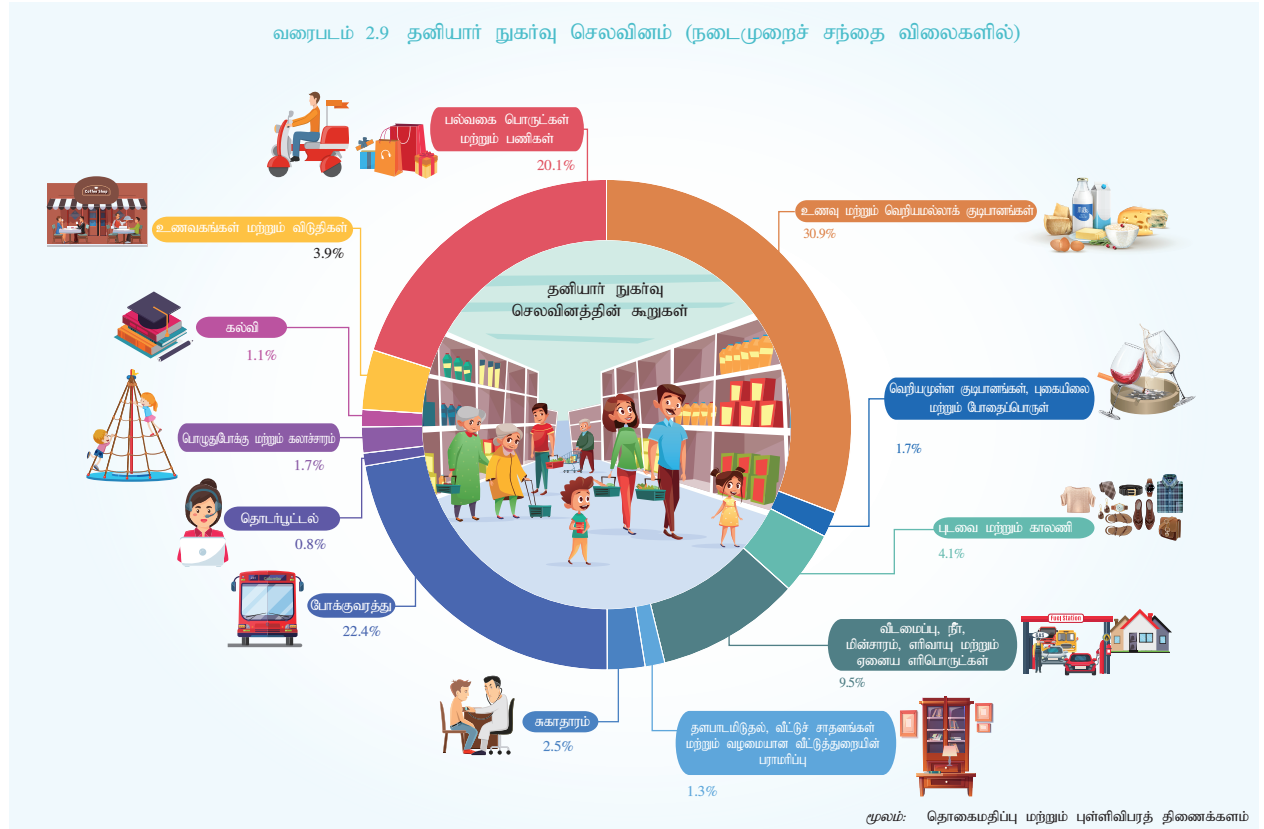 வரைபடம் 2.9 தனியார் நுகர்வு செலவினம் (நடைமுறைச் சந்தை விலைகளில்)
பல்வகை பொருட்கள்
மற்றும் பணிகள்
20.1%
உணவு மற்றும் வெறியமல்லாக் குடிபானங்கள்
30.9%
Coffee Shop
உணவகங்கள் மற்றும் விடுதிகள்
3.9%
தனியார் நுகர்வு
செலவினத்தின் கூறுகள்
கல்வி
1.1%
வெறியமுள்ள குடிபானங்கள், புகையிலை
மற்றும் போதைப்பொருள்
1.7%
பொழுதுபோக்கு மற்றும் கலாச்சாரம்
1.7%
தொடர்பூட்டல்
0.8%
புடவை மற்றும் காலணி
4.1%
போக்குவரத்து
22.4%
வீடமைப்பு, நீர்,
மின்சாரம், எரிவாயு மற்றும்
ஏனைய எரிபொருட்கள்
9.5%
Fuel Station
சுகாதாரம்
2.5%
தளபாடமிடுதல், வீட்டுச் சாதனங்கள்
மற்றும் வழமையான வீட்டுத்துறையின்
பராமரிப்பு
1.3%
மூலம்: தொகைமதிப்பு மற்றும் புள்ளிவிபரத் திணைக்களம்